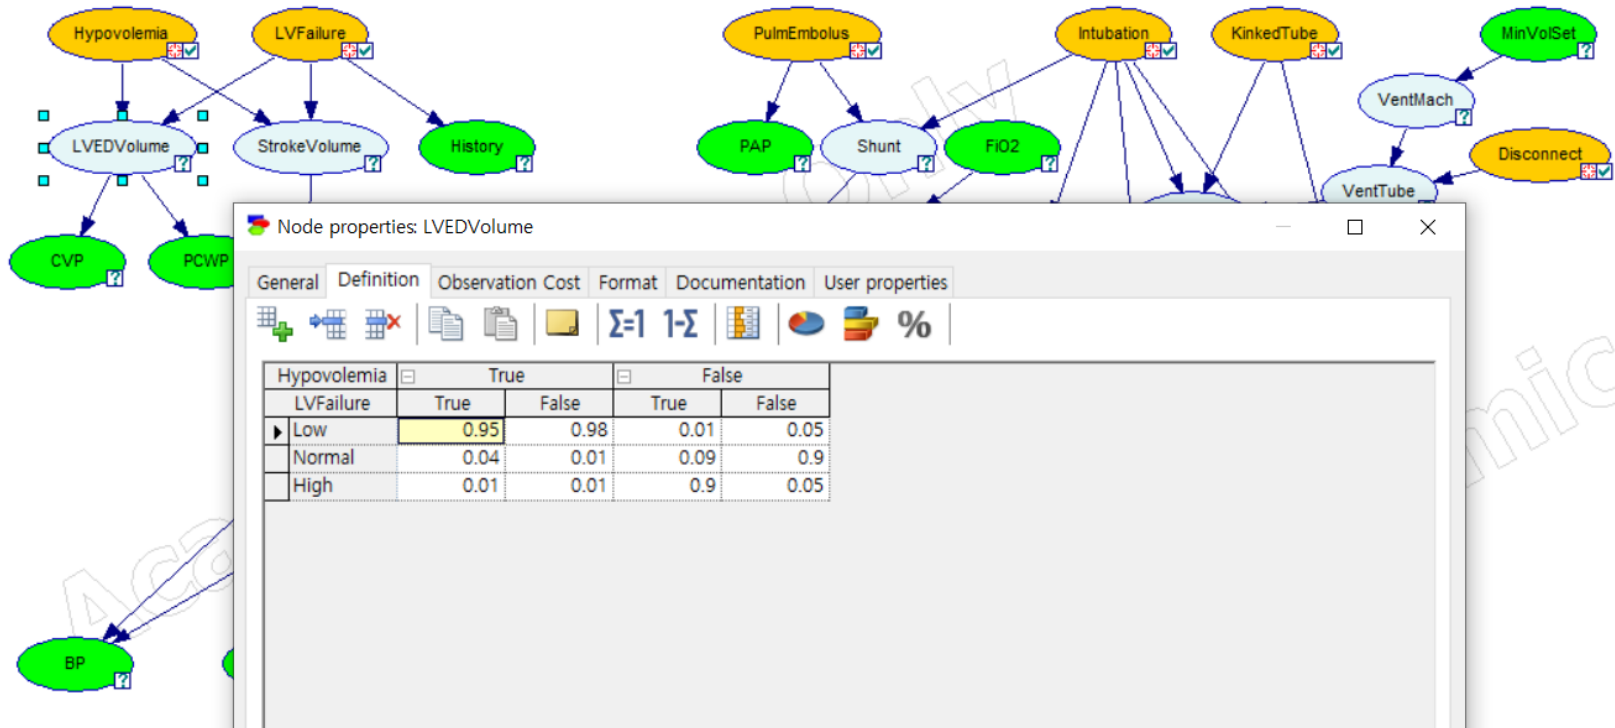 Hypovolemia
LVFailure
PulmEmbolus
Intubation
KinkedTube
MinVolSet
VentMach
LVEDVolume
StrokeVolume
History
PAP
Shunt
FiO2
Disconnect
VentTube
CVP
PCWP
Node properties: LVEDVolume
General Definition Observation Cost Format Documentation User properties
Σ=1 1-Σ %
Hypovolemia True False
LVFailure True False True False
Low 0.95 0.98 0.01 0.05
Normal 0.04 0.01 0.09 0.9
High 0.01 0.01 0.9 0.05
BP
only
Aca
mic